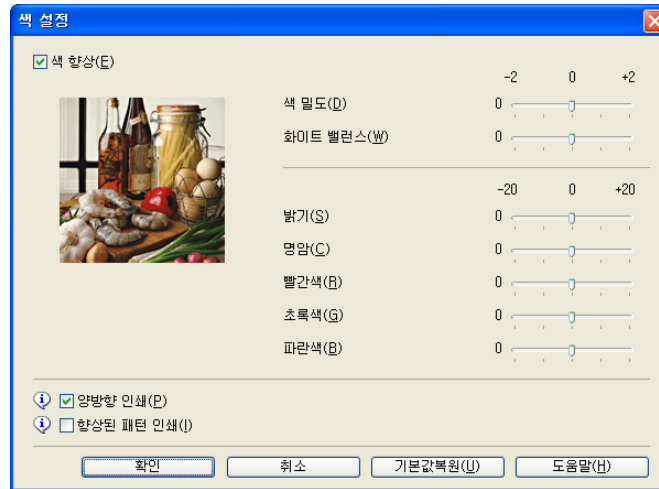 색 설정
색 향상(E)
-2 0 +2
색 밀도(D) 0
화이트 밸런스(W) 0
-20 0 +20
밝기(S) 0
명암(C) 0
빨간색(R) 0
초록색(G) 0
파란색(B) 0
양방향 인쇄(P)
향상된 패턴 인쇄(I)
확인 취소 기본값복원(U) 도움말(H)